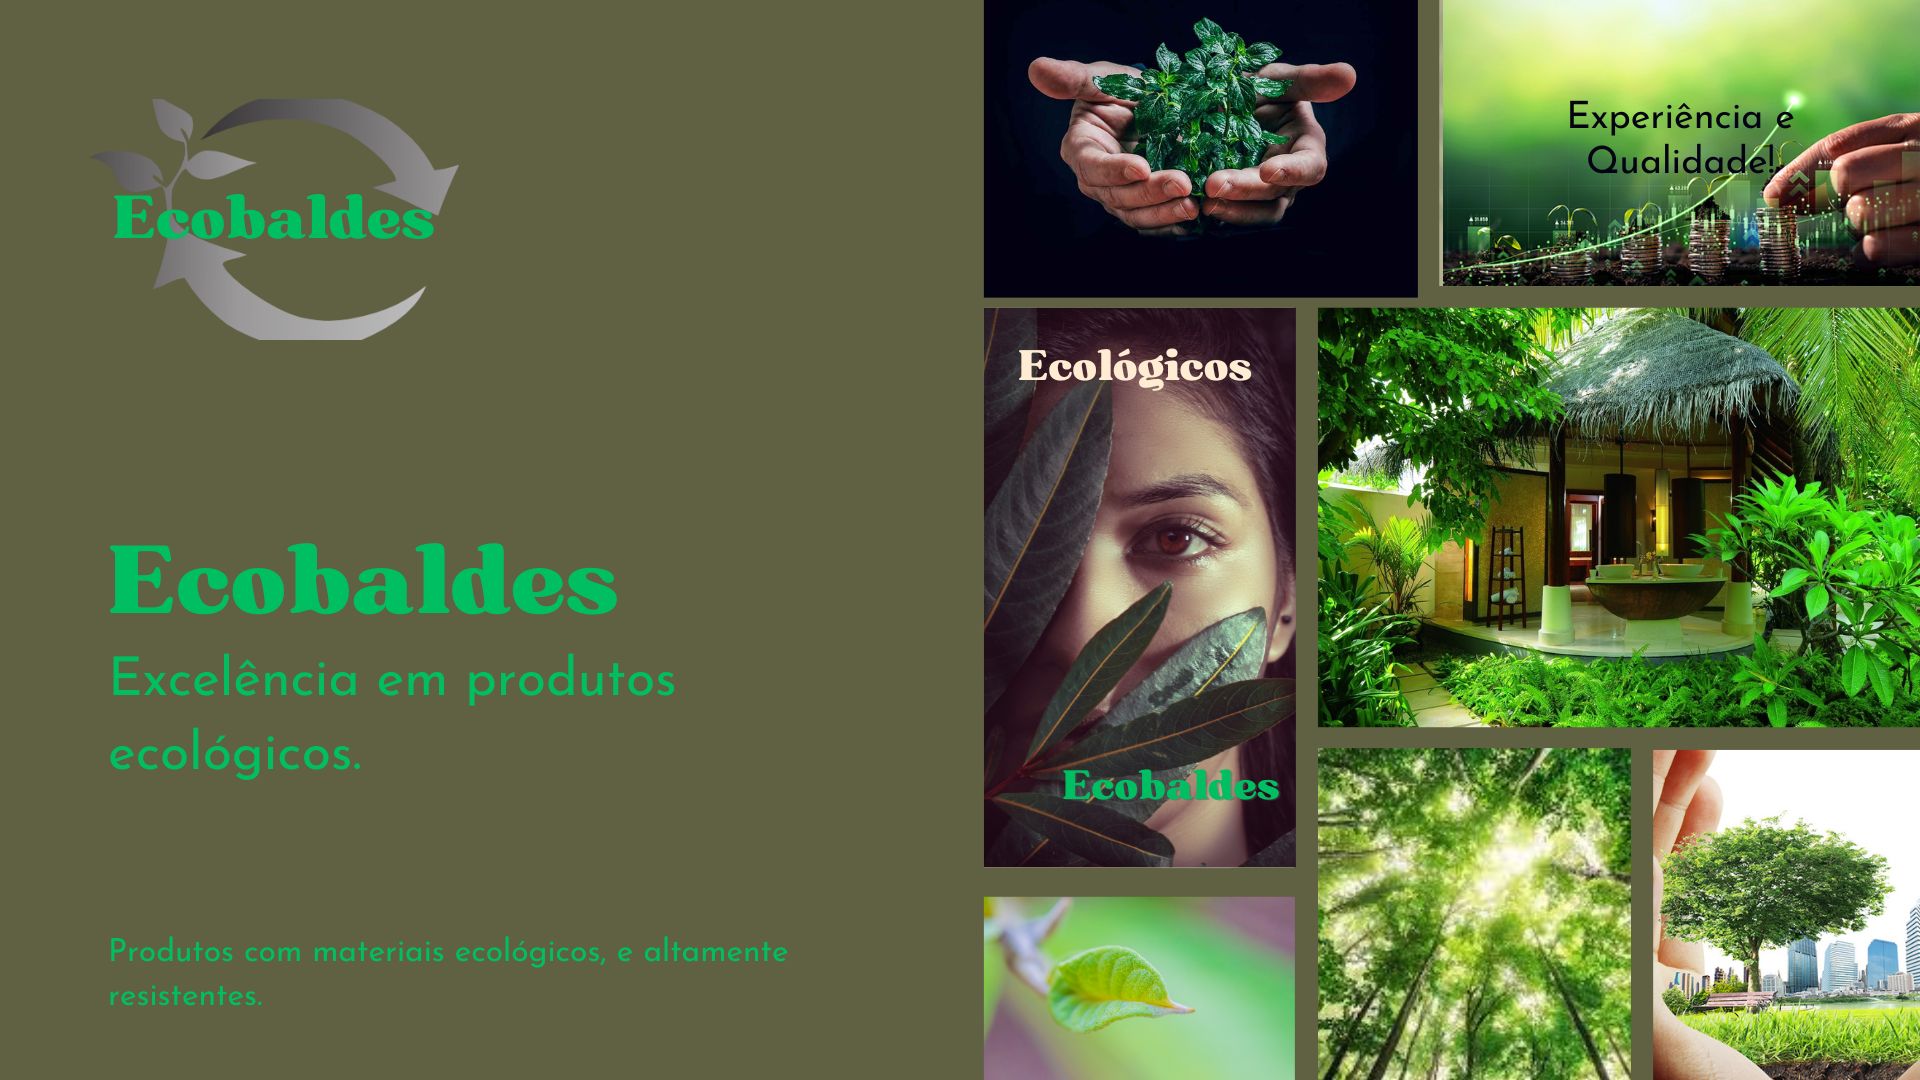 Ecobaldes
Ecobaldes
Excelência em produtos
ecológicos.
Produtos com materiais ecológicos, e altamente
resistentes.
Experiência e
Qualidade!
Ecológicos
Ecobaldes